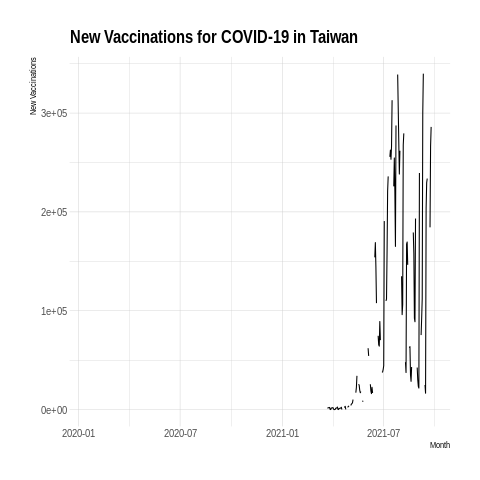 New Vaccinations for COVID-19 in Taiwan
New Vaccinations
3e+05
2e+05
1e+05
0e+00
2020-01
2020-07
2021-01
2021-07
Month